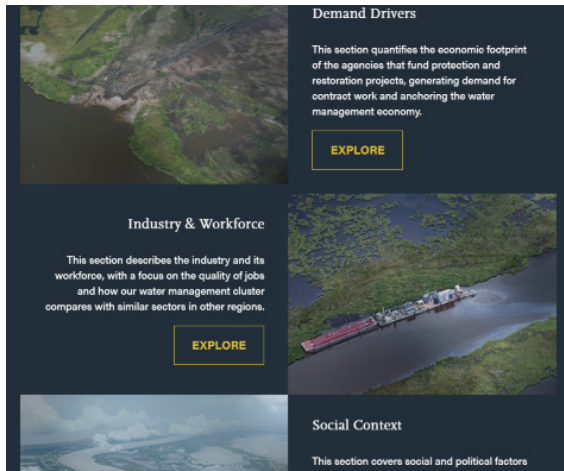 Demand Drivers
This section quantifies the economic footprint
of the agencies that fund protection and
restoration projects, generating demand for
contract work and anchoring the water
management economy.
EXPLORE
Industry & Workforce
This section describes the industry and its
workforce, with a focus on the quality of jobs
and how our water management cluster
compares with similar sectors in other regions.
EXPLORE
Social Context
This section covers social and political factors